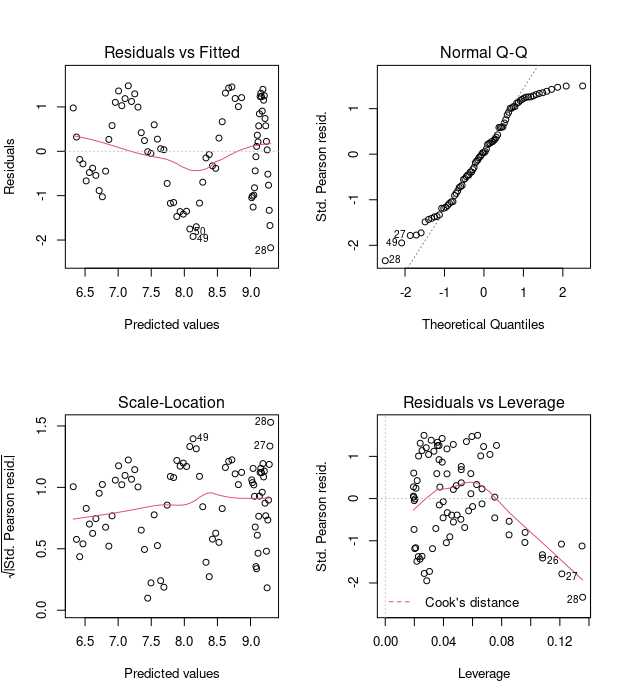 Residuals vs Fitted
Residuals
-2
-1
0
1
50
49
28
6.5 7.0 7.5 8.0 8.5 9.0
Predicted values
Normal Q-Q
Std. Pearson resid.
-2
-1
0
1
27
49
28
-2 -1 0 1 2
Theoretical Quantiles
Scale-Location
√|Std. Pearson resid.|
0.0
0.5
1.0
1.5
28
49
27
6.5 7.0 7.5 8.0 8.5 9.0
Predicted values
Residuals vs Leverage
Std. Pearson resid.
-2
-1
0
1
26
27
28
Cook's distance
0.00 0.04 0.08 0.12
Leverage